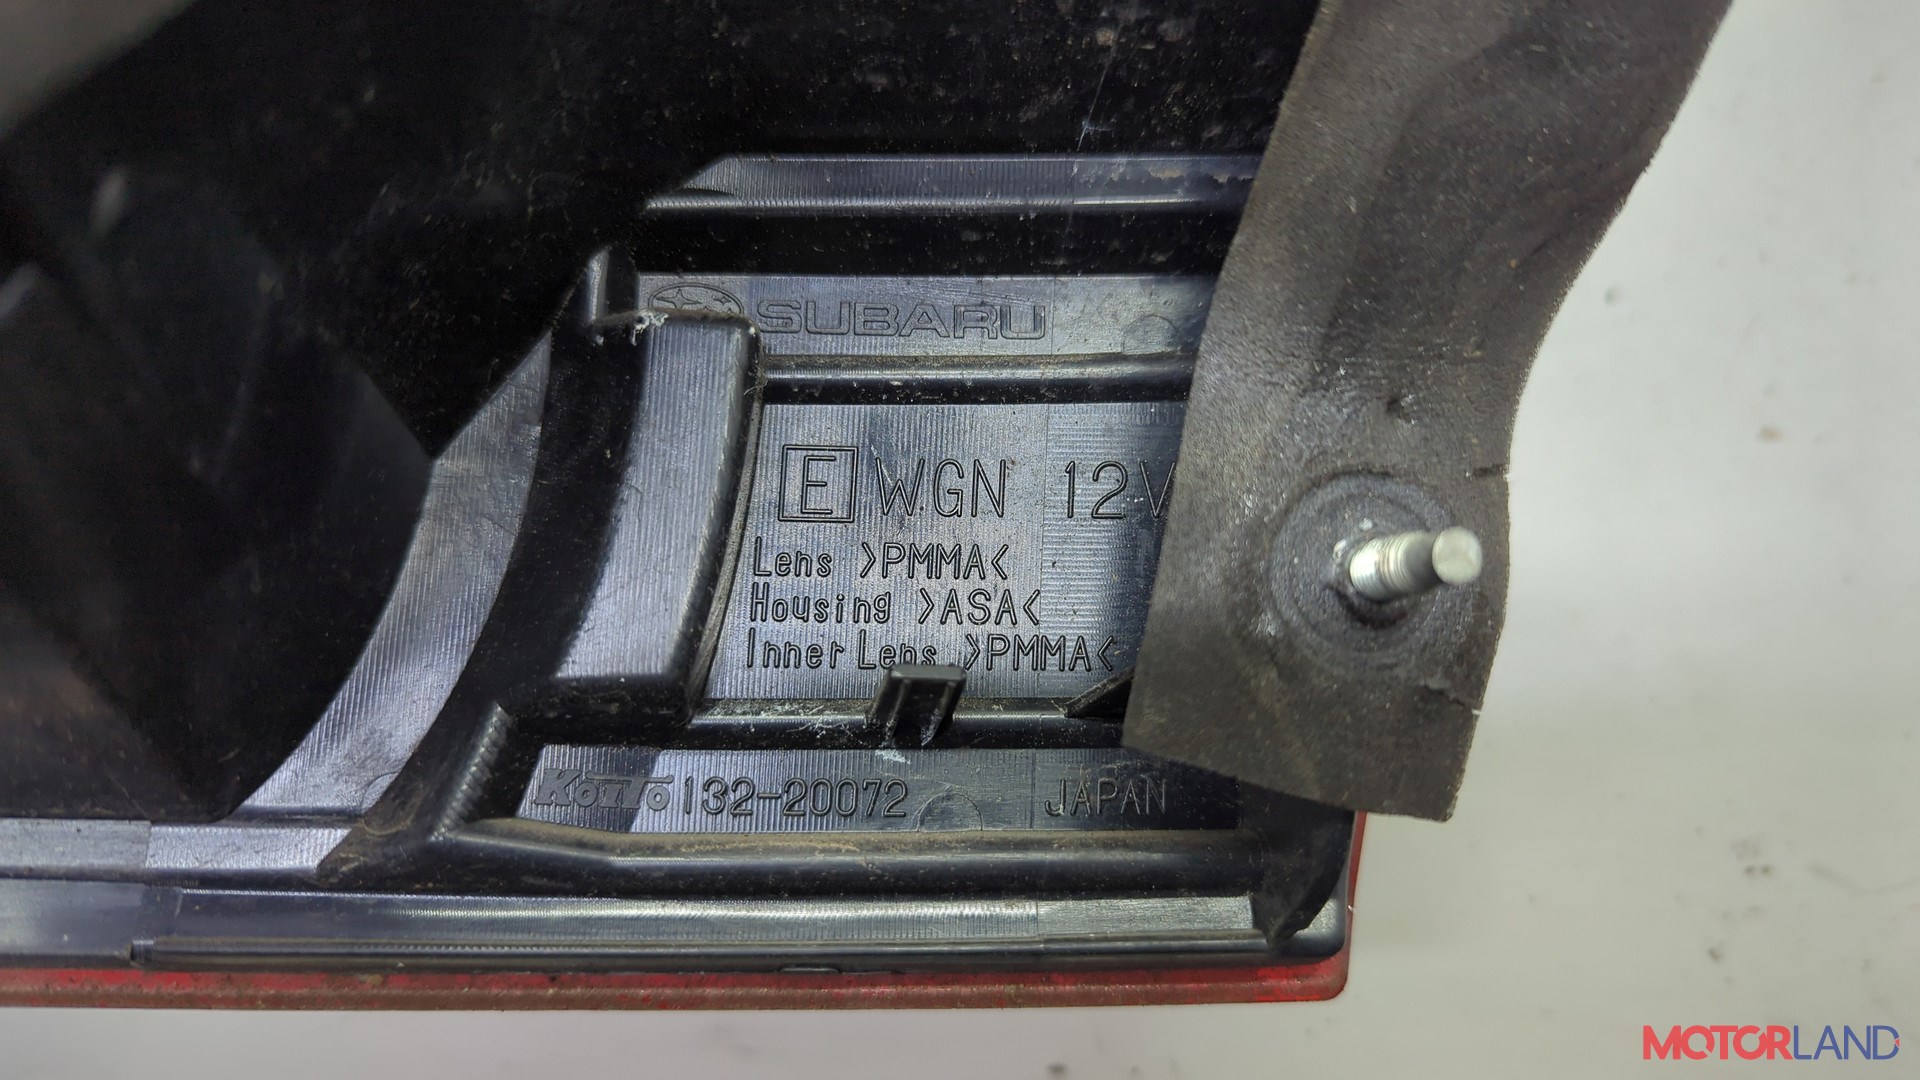 SUBARU
E WGN 12V
Lens >PMMA<
Housing >ASA<
Inner Lens >PMMA<
KOITO 132-20072 JAPAN
MOTORLAND